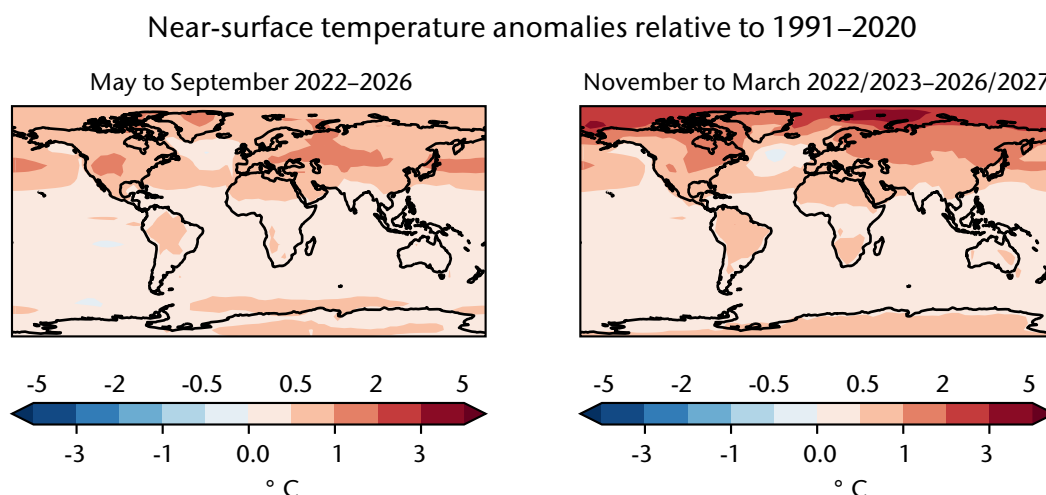 Near-surface temperature anomalies relative to 1991–2020
May to September 2022–2026
November to March 2022/2023–2026/2027
-5 -2 -0.5 0.5 2 5
-3 -1 0.0 1 3
° C
-5 -2 -0.5 0.5 2 5
-3 -1 0.0 1 3
° C